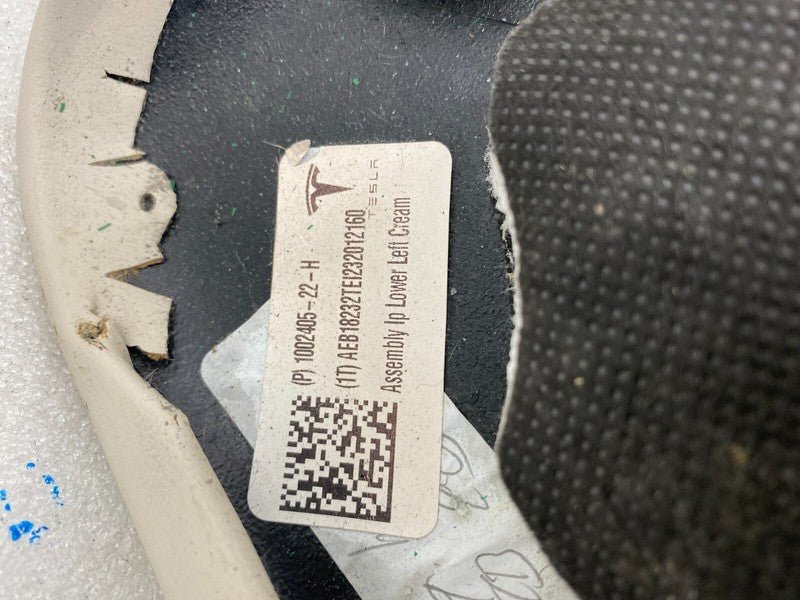 TESLA
(P) 1002405-22-H
(1T) AEB18232TEI232012160
Assembly Ip Lower Left Cream